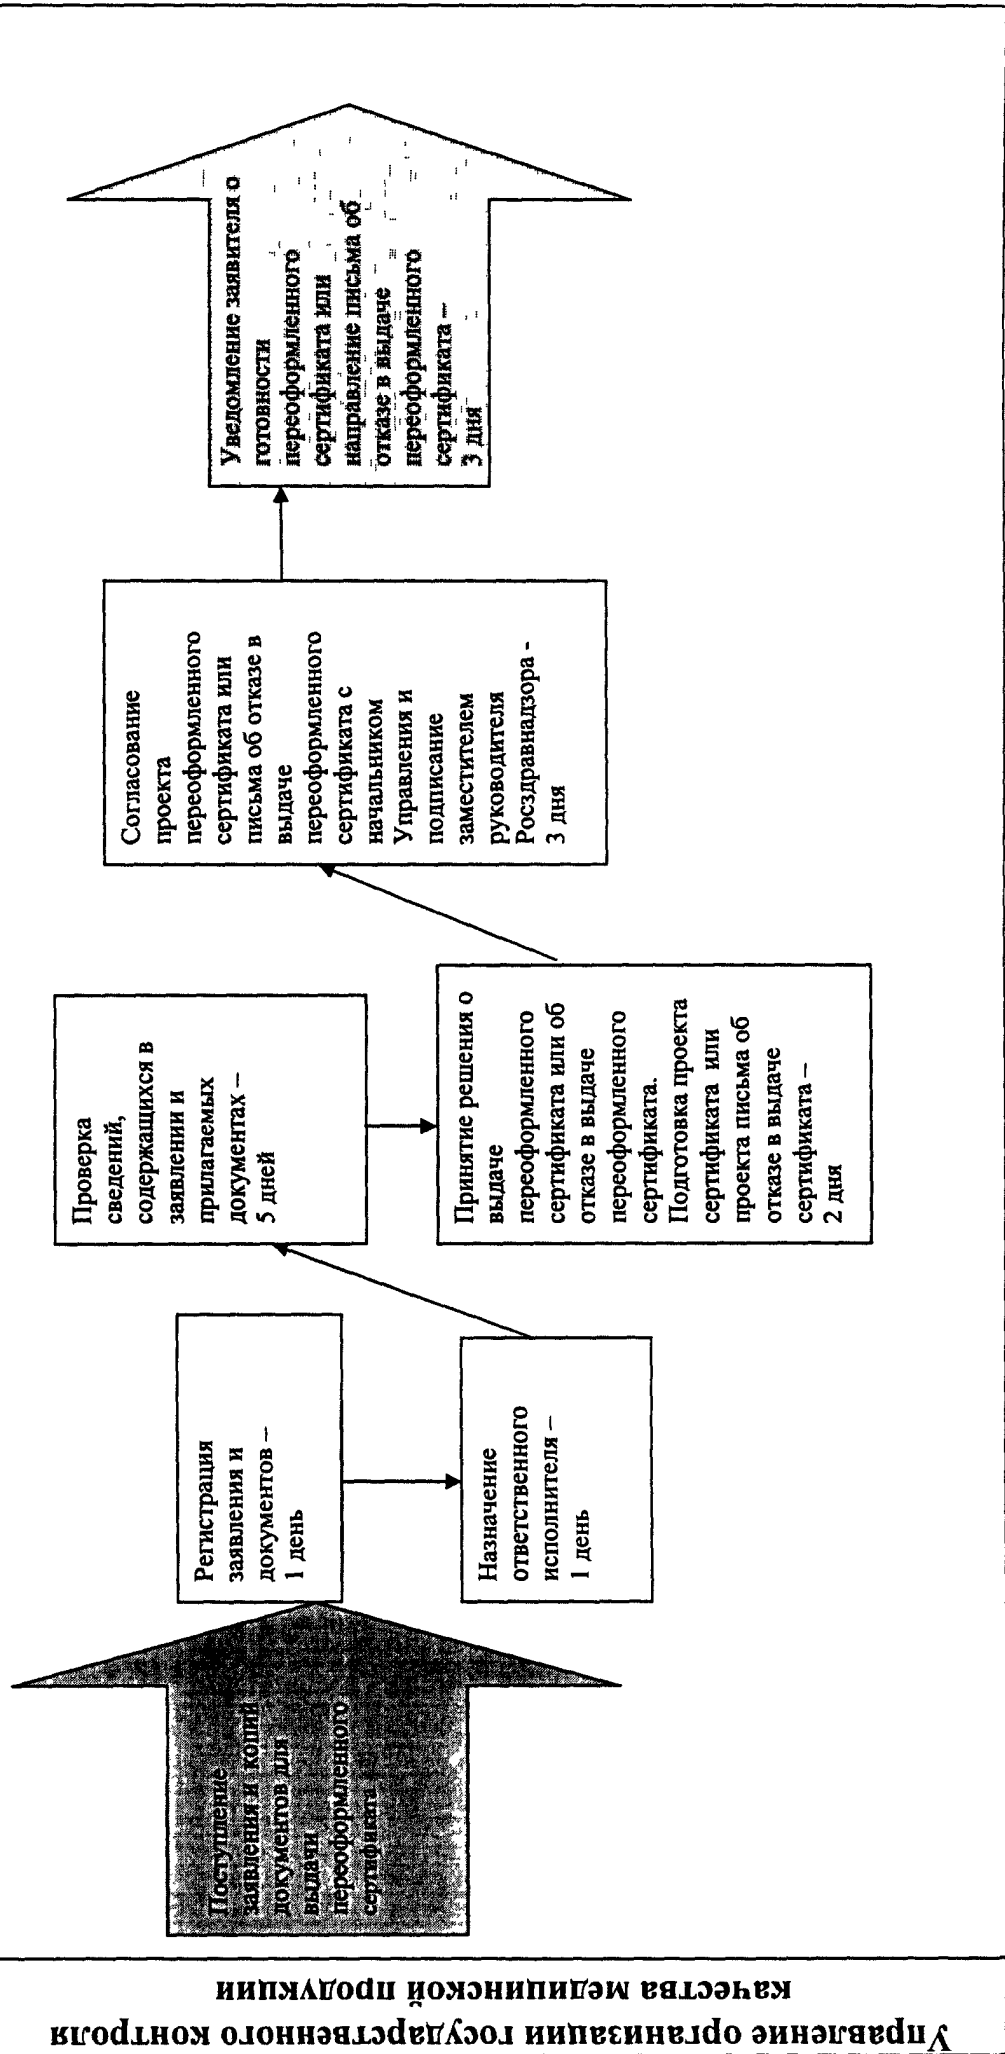 Управление организации государственного контроля
качества медицинской продукции
Поступление
заявления и копий
документов для
выдачи
переоформленного
сертификата
Регистрация
заявления и
документов –
1 день
Назначение
ответственного
исполнителя –
1 день
Проверка
сведений,
содержащихся в
заявлении и
прилагаемых
документах –
5 дней
Принятие решения о
выдаче
переоформленного
сертификата или об
отказе в выдаче
переоформленного
сертификата.
Подготовка проекта
сертификата или
проекта письма об
отказе в выдаче
сертификата –
2 дня
Согласование
проекта
переоформленного
сертификата или
письма об отказе в
выдаче
переоформленного
сертификата с
начальником
Управления и
подписание
заместителем
руководителя
Росздравнадзора -
3 дня
Уведомление заявителя о
готовности
переоформленного
сертификата или
направление письма об
отказе в выдаче
переоформленного
сертификата –
3 дня